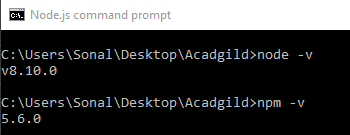 Node.js command prompt
C:\Users\Sonal\Desktop\Acadgild>node -v
v8.10.0
C:\Users\Sonal\Desktop\Acadgild>npm -v
5.6.0